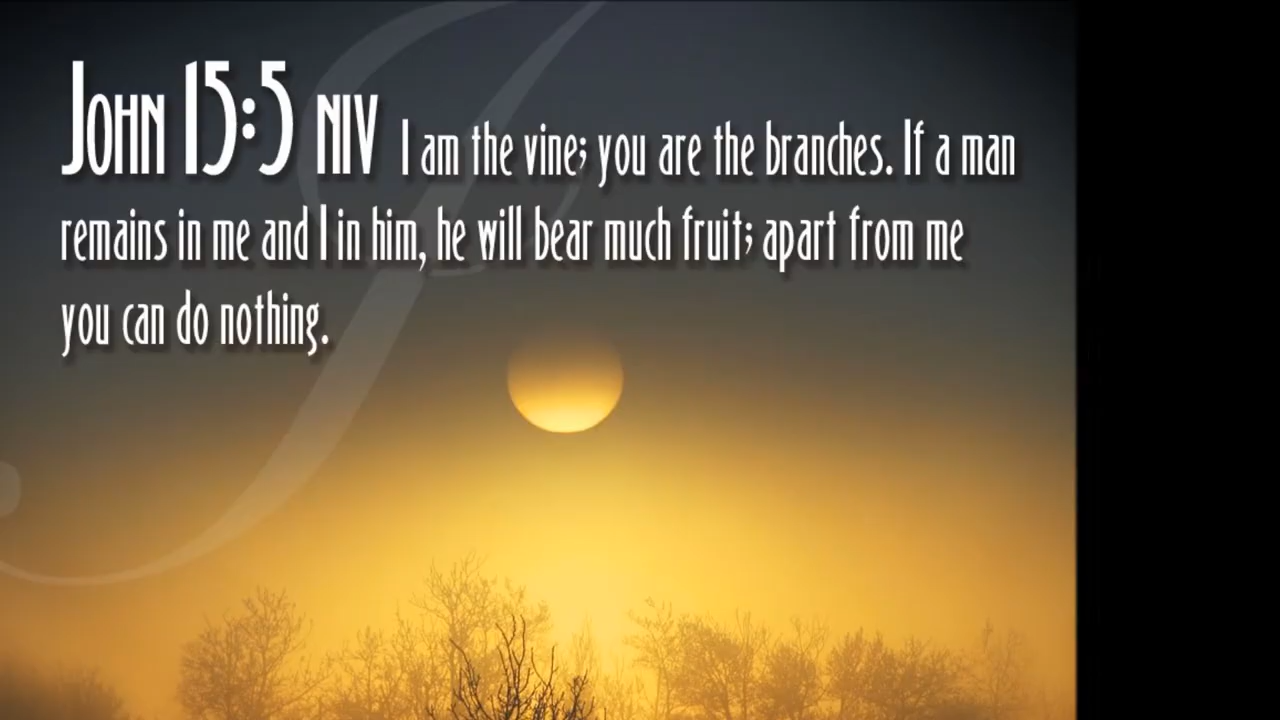 John 15:5 NIV I am the vine; you are the branches. If a man
remains in me and I in him, he will bear much fruit; apart from me
you can do nothing.